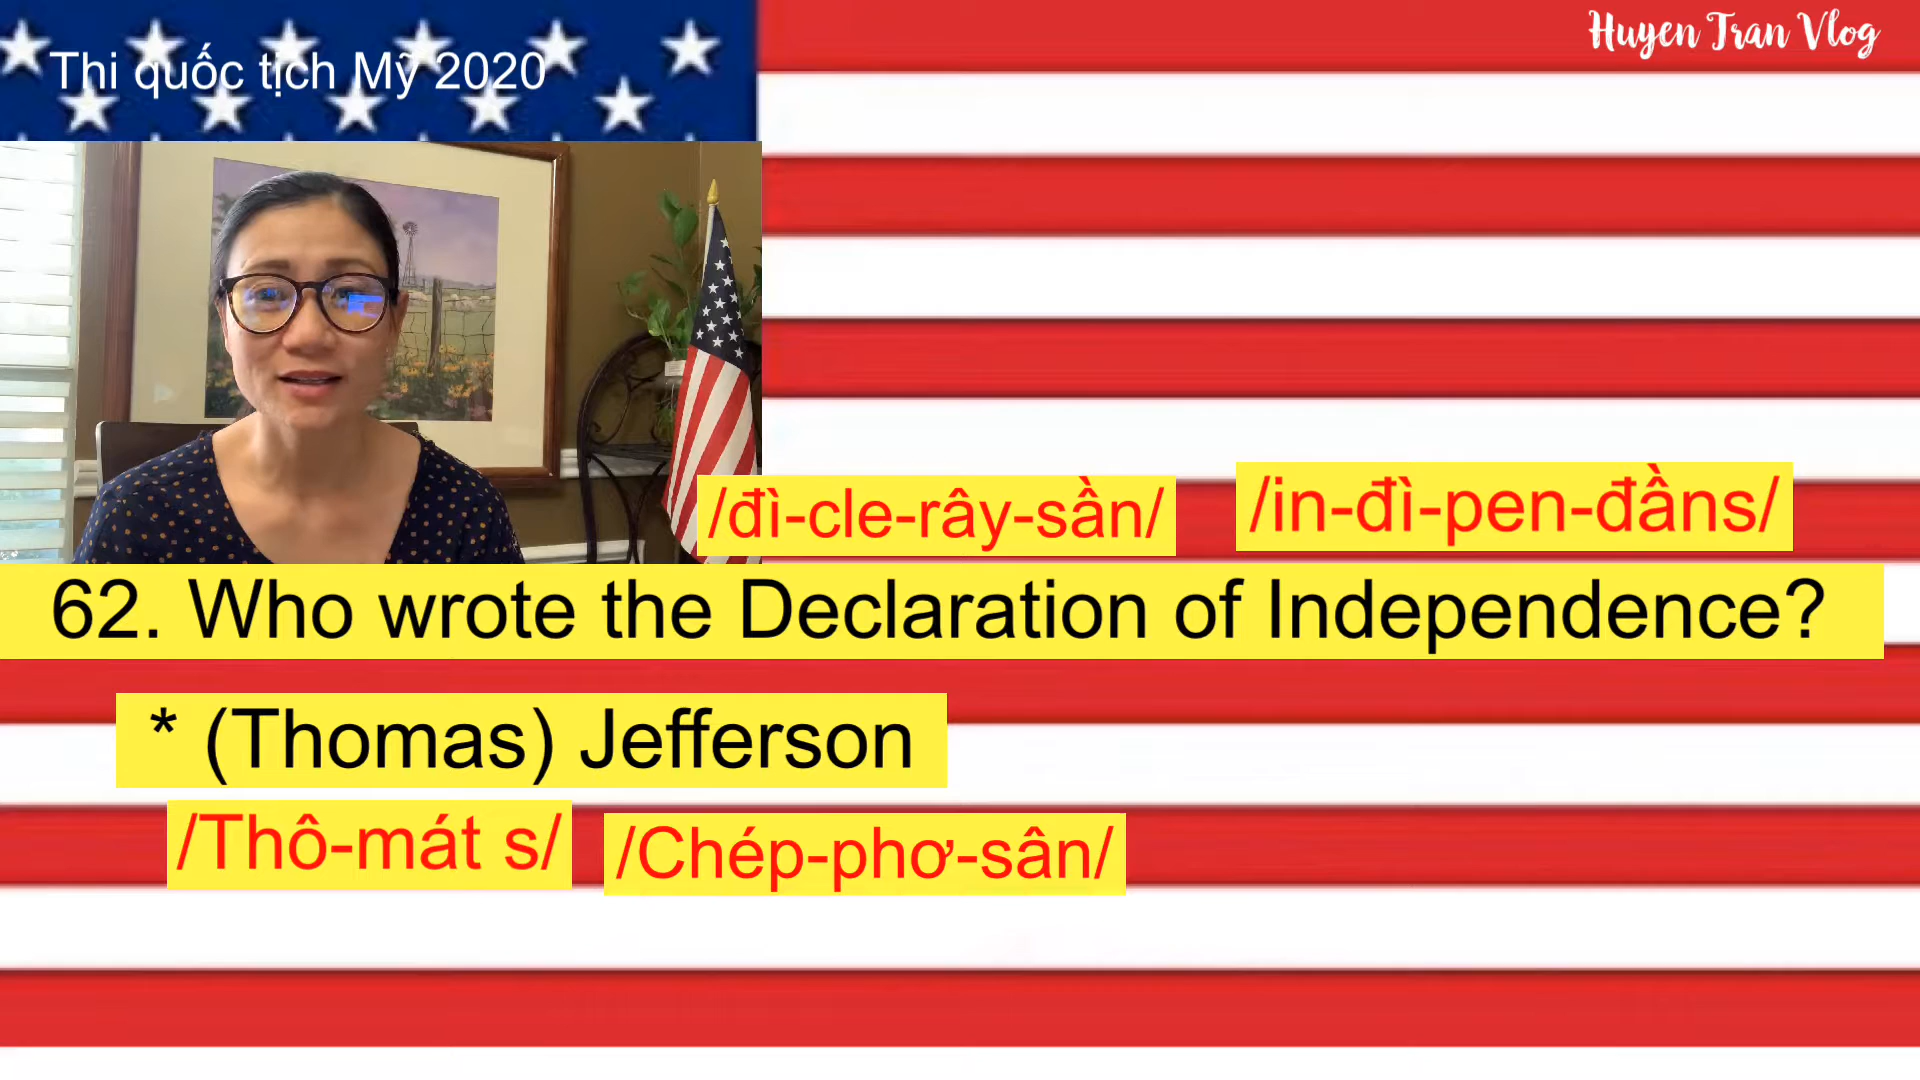 Huyen Tran Vlog
Thi quốc tịch Mỹ 2020
/đì-cle-rây-sần/ /in-đì-pen-đầns/
62. Who wrote the Declaration of Independence?
* (Thomas) Jefferson
/Thô-mát s/ /Chép-phơ-sân/